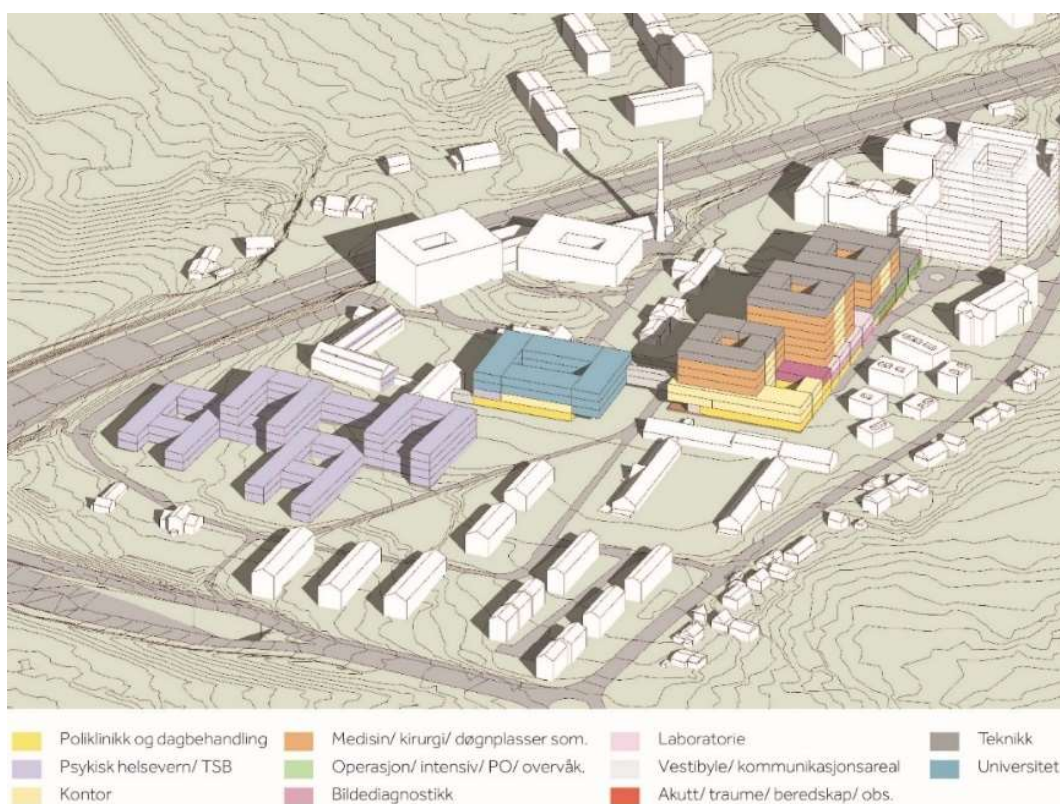 Poliklinikk og dagbehandling
Psykisk helsevern/ TSB
Kontor
Medisin/ kirurgi/ døgnplasser som.
Operasjon/ intensiv/ PO/ overvåk.
Bildediagnostikk
Laboratorie
Vestibyle/ kommunikasjonsareal
Akutt/ traume/ beredskap/ obs.
Teknikk
Universitet